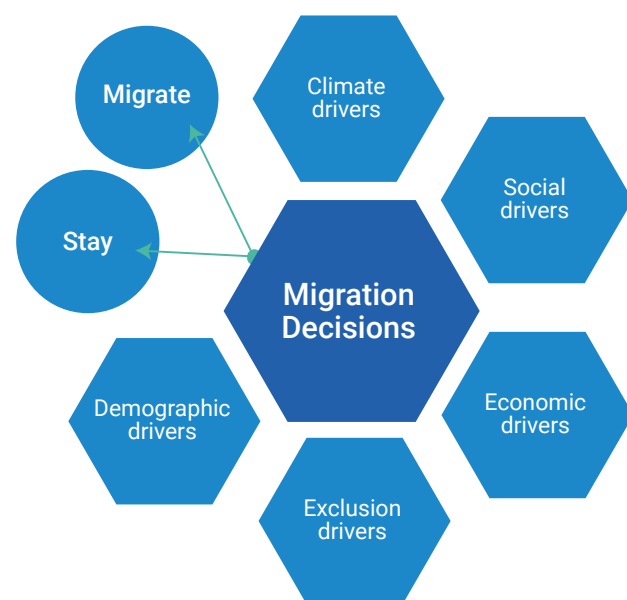 Migrate
Climate
drivers
Social
drivers
Stay
Migration
Decisions
Demographic
drivers
Economic
drivers
Exclusion
drivers